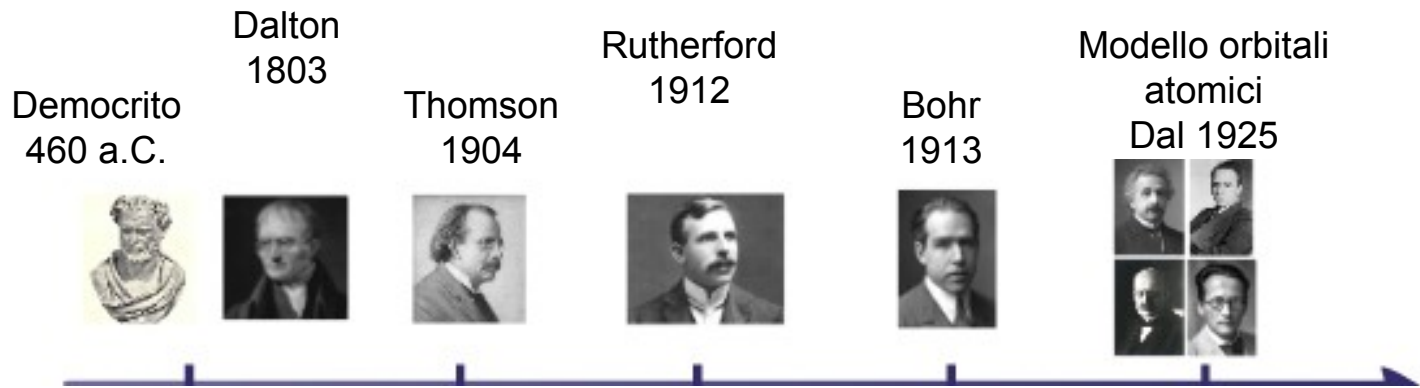 Democrito
460 a.C.
Dalton
1803
Thomson
1904
Rutherford
1912
Bohr
1913
Modello orbitali
atomici
Dal 1925